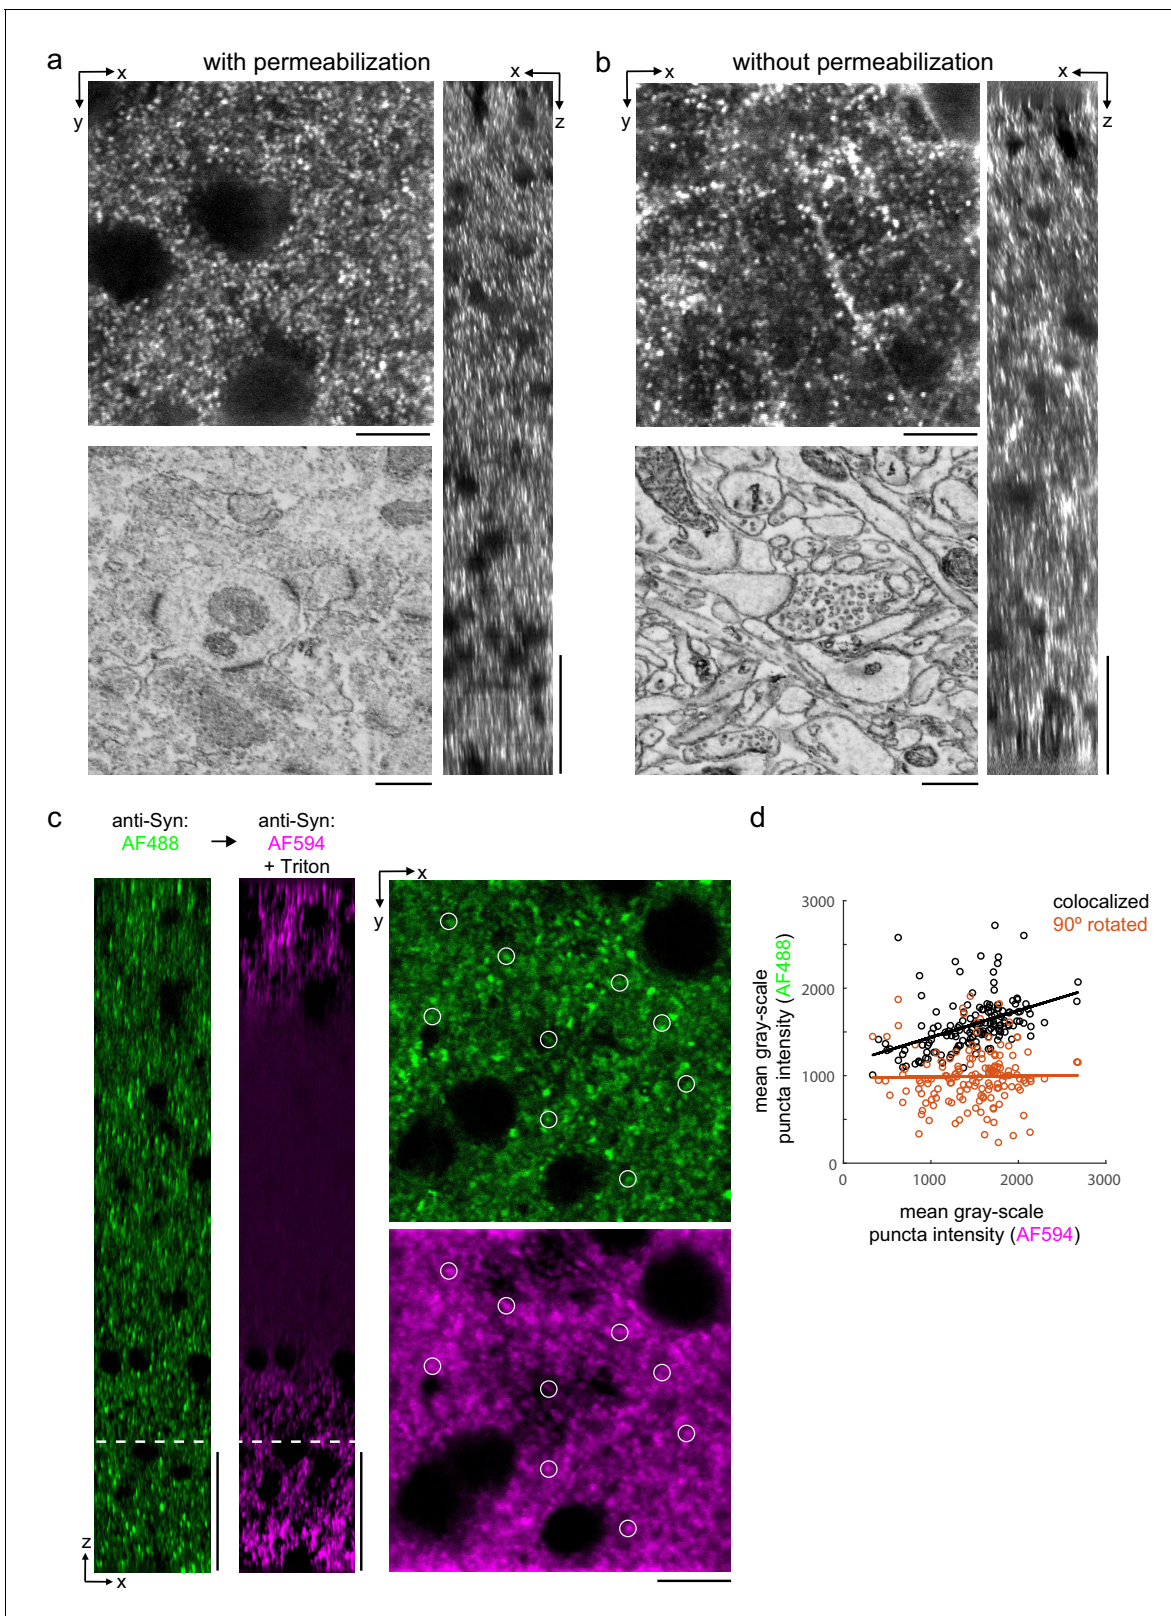 a
with permeabilization
x
y
x
z
b
without permeabilization
x
y
x
z
c
anti-Syn:
AF488
anti-Syn:
AF594
+ Triton
x
y
z
x
d
3000
2000
1000
0
0
1000
2000
3000
colocalized
90º rotated
mean gray-scale
puncta intensity (AF488)
mean gray-scale
puncta intensity (AF594)